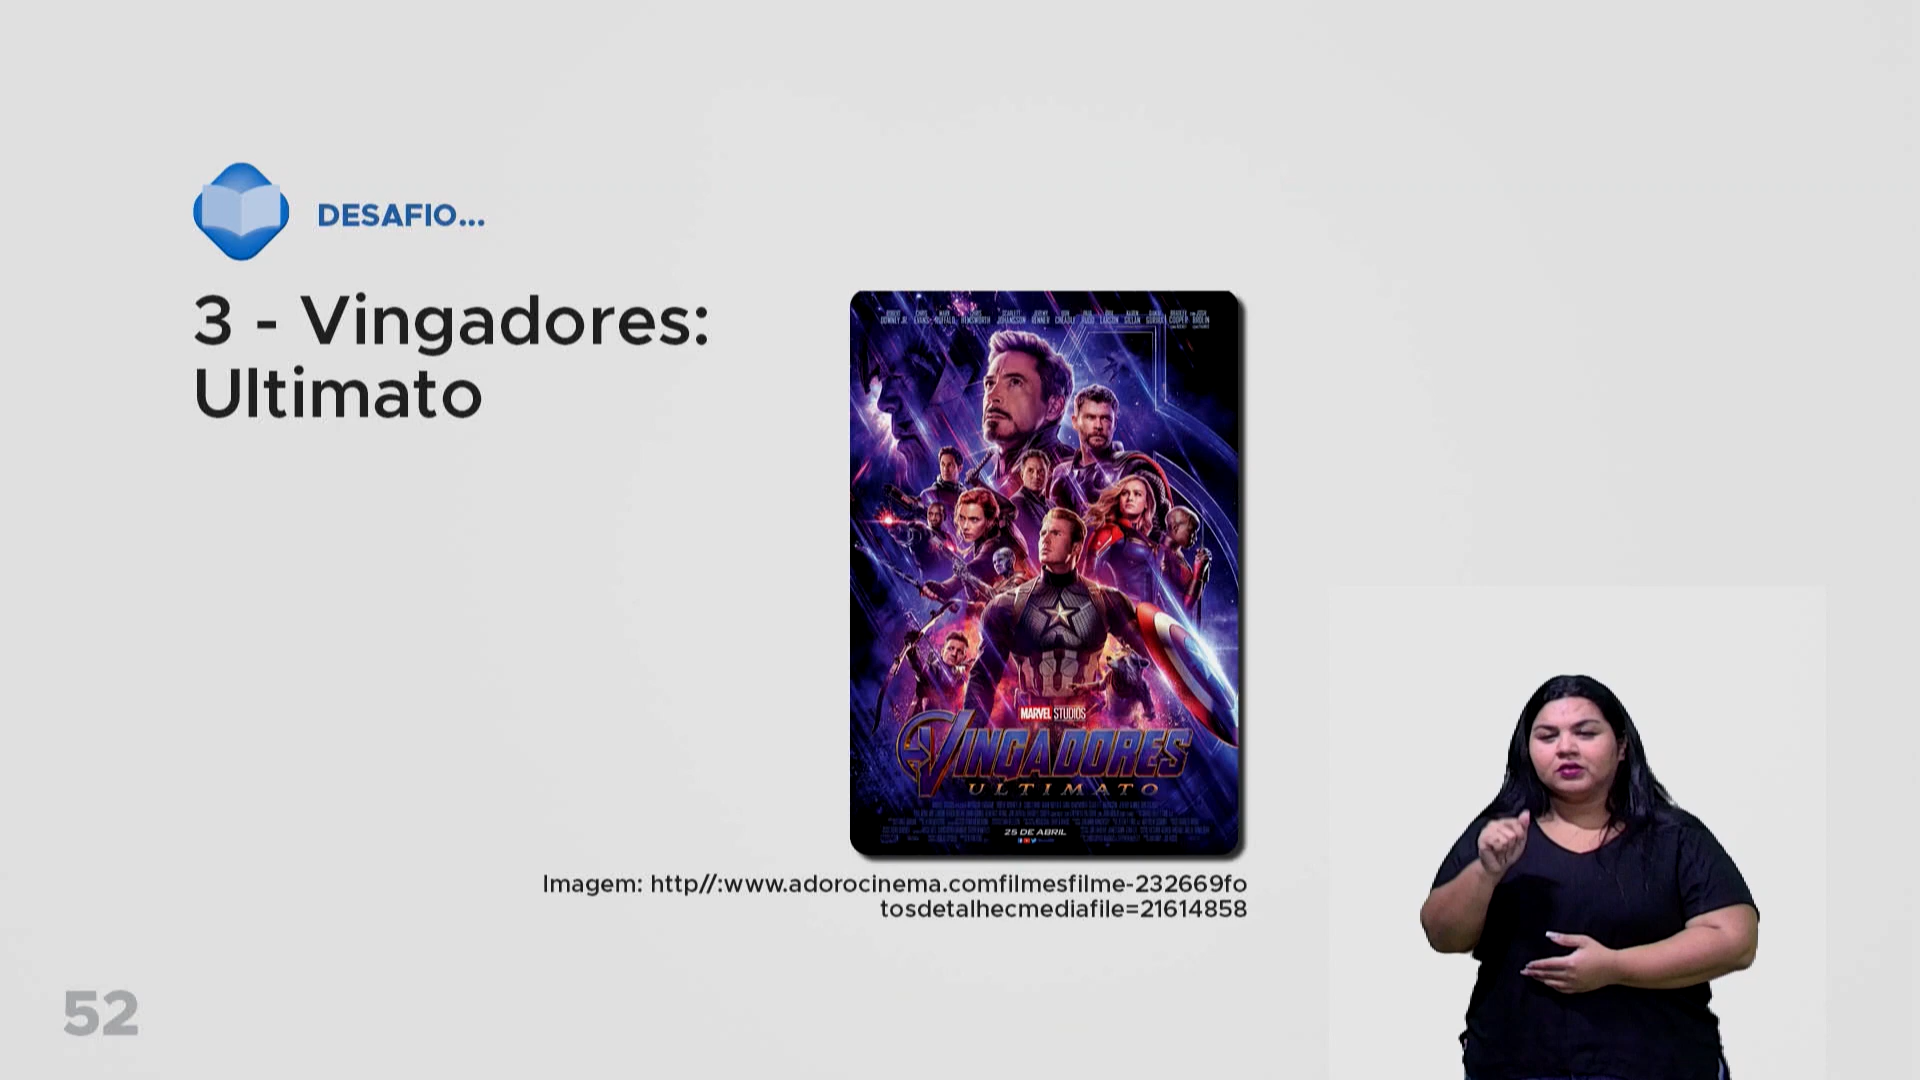 DESAFIO...
3 - Vingadores:
Ultimato
MARVEL STUDIOS
VINGADORES
ULTIMATO
25 DE ABRIL
Imagem: http//:www.adorocinema.comfilmesfilme-232669fo
tosdetalhecmediafile=21614858
52